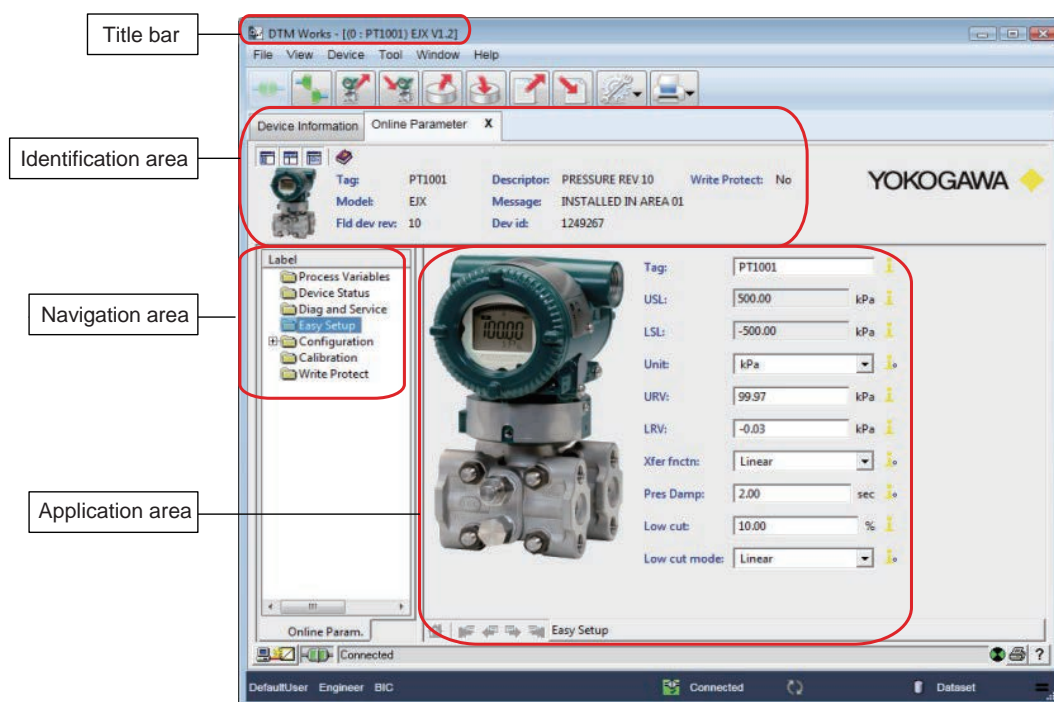 Title bar
DTM Works - [(0 : PT1001) EJX V1.2]
File View Device Tool Window Help
Device Information Online Parameter X
Identification area
Tag: PT1001 Descriptor: PRESSURE REV 10 Write Protect: No
YOKOGAWA
Model: EJX Message: INSTALLED IN AREA 01
Fld dev rev: 10 Dev id: 1249267
Navigation area
Label
Process Variables
Device Status
Diag and Service
Easy Setup
Configuration
Calibration
Write Protect
Application area
100.00
Tag: PT1001
USL: 500.00 kPa
LSL: -500.00 kPa
Unit: kPa
URV: 99.97 kPa
LRV: -0.03 kPa
Xfer fnctn: Linear
Pres Damp: 2.00 sec
Low cut: 10.00 %
Low cut mode: Linear
Online Param.
Easy Setup
Connected
?
DefaultUser Engineer BIC
Connected
Dataset